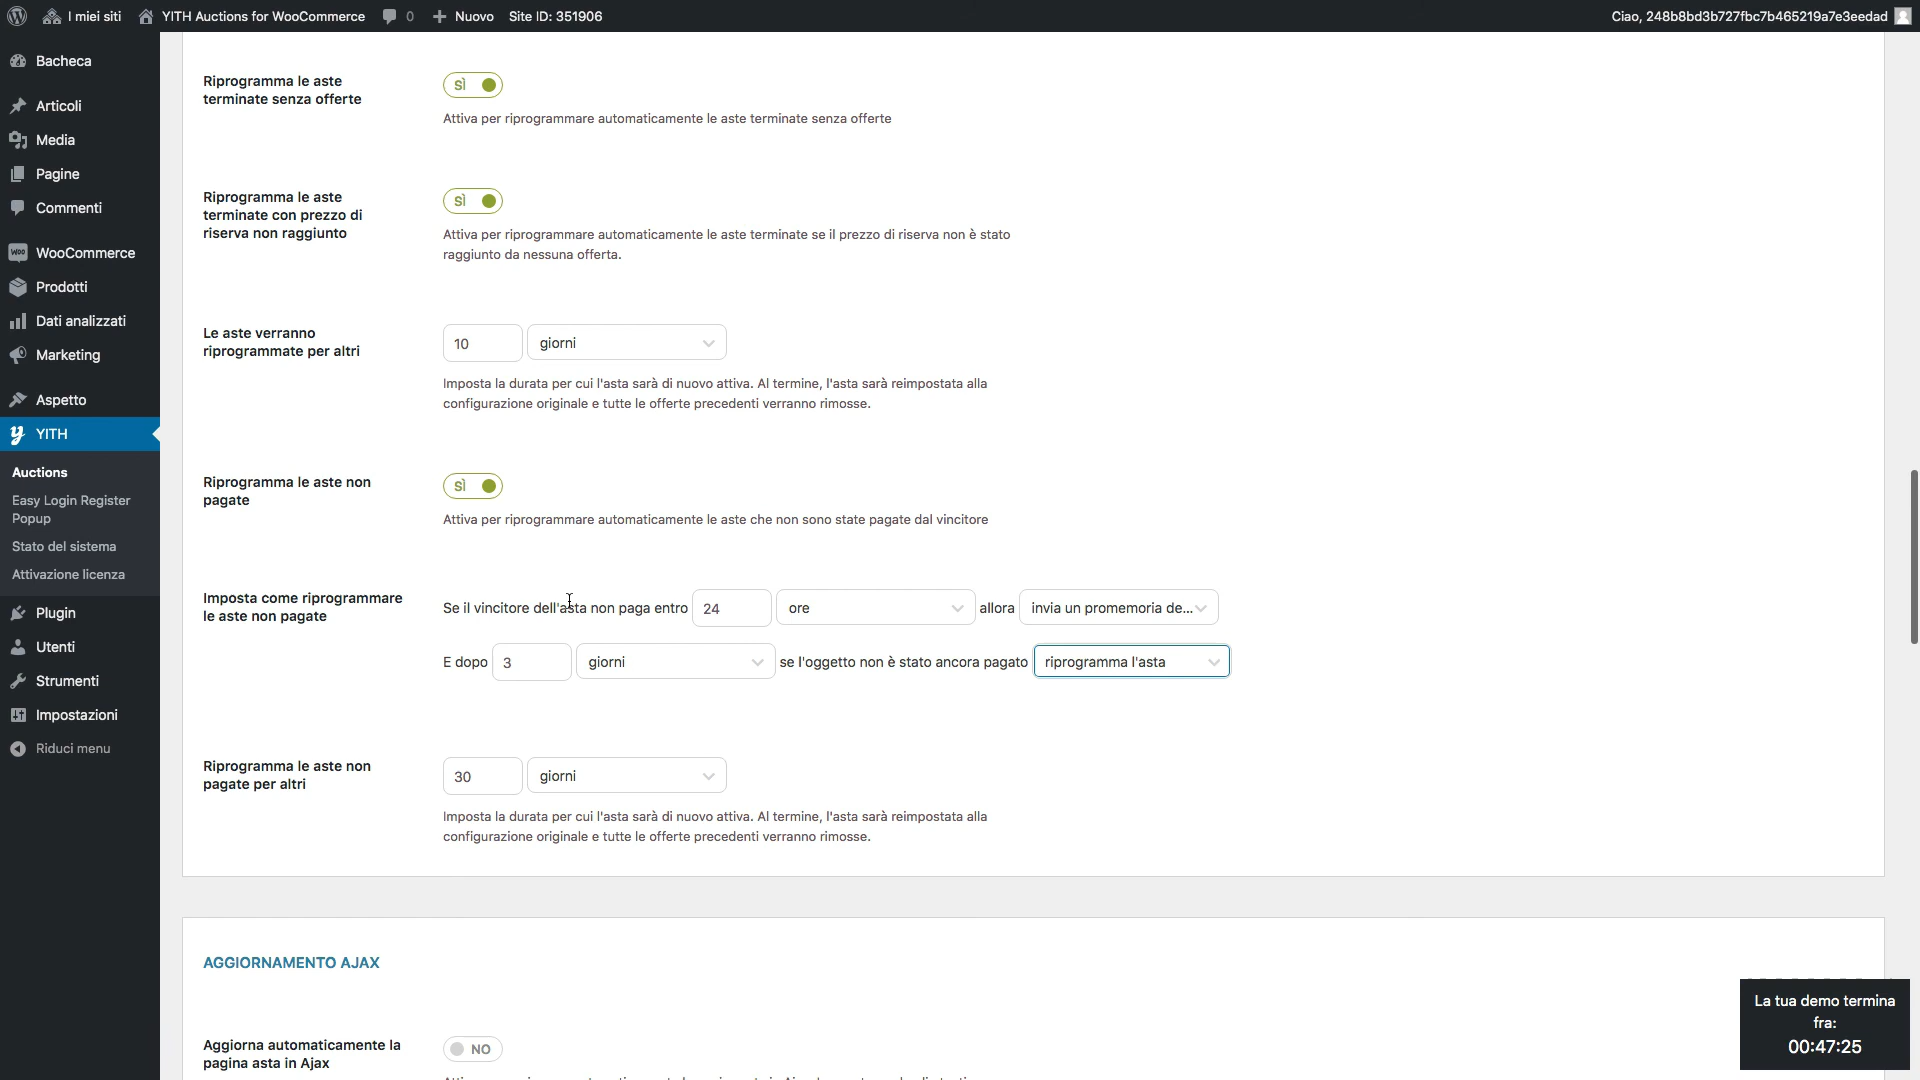 I miei siti YITH Auctions for WooCommerce 0 Nuovo Site ID: 351906 Ciao, 248b8bd3b727fbc7b465219a7e3eedad
Bacheca
Articoli
Media
Pagine
Commenti
WooCommerce
Prodotti
Dati analizzati
Marketing
Aspetto
YITH
Auctions
Easy Login Register
Popup
Stato del sistema
Attivazione licenza
Plugin
Utenti
Strumenti
Impostazioni
Riduci menu
Riprogramma le aste
terminate senza offerte
SÌ
Attiva per riprogrammare automaticamente le aste terminate senza offerte
Riprogramma le aste
terminate con prezzo di
riserva non raggiunto
SÌ
Attiva per riprogrammare automaticamente le aste terminate se il prezzo di riserva non è stato
raggiunto da nessuna offerta.
Le aste verranno
riprogrammate per altri
10 giorni
Imposta la durata per cui l'asta sarà di nuovo attiva. Al termine, l'asta sarà reimpostata alla
configurazione originale e tutte le offerte precedenti verranno rimosse.
Riprogramma le aste non
pagate
SÌ
Attiva per riprogrammare automaticamente le aste che non sono state pagate dal vincitore
Imposta come riprogrammare
le aste non pagate
Se il vincitore dell'asta non paga entro 24 ore allora invia un promemoria de...
E dopo 3 giorni se l'oggetto non è stato ancora pagato riprogramma l'asta
Riprogramma le aste non
pagate per altri
30 giorni
Imposta la durata per cui l'asta sarà di nuovo attiva. Al termine, l'asta sarà reimpostata alla
configurazione originale e tutte le offerte precedenti verranno rimosse.
AGGIORNAMENTO AJAX
Aggiorna automaticamente la
pagina asta in Ajax
NO
La tua demo termina
fra:
00:47:25